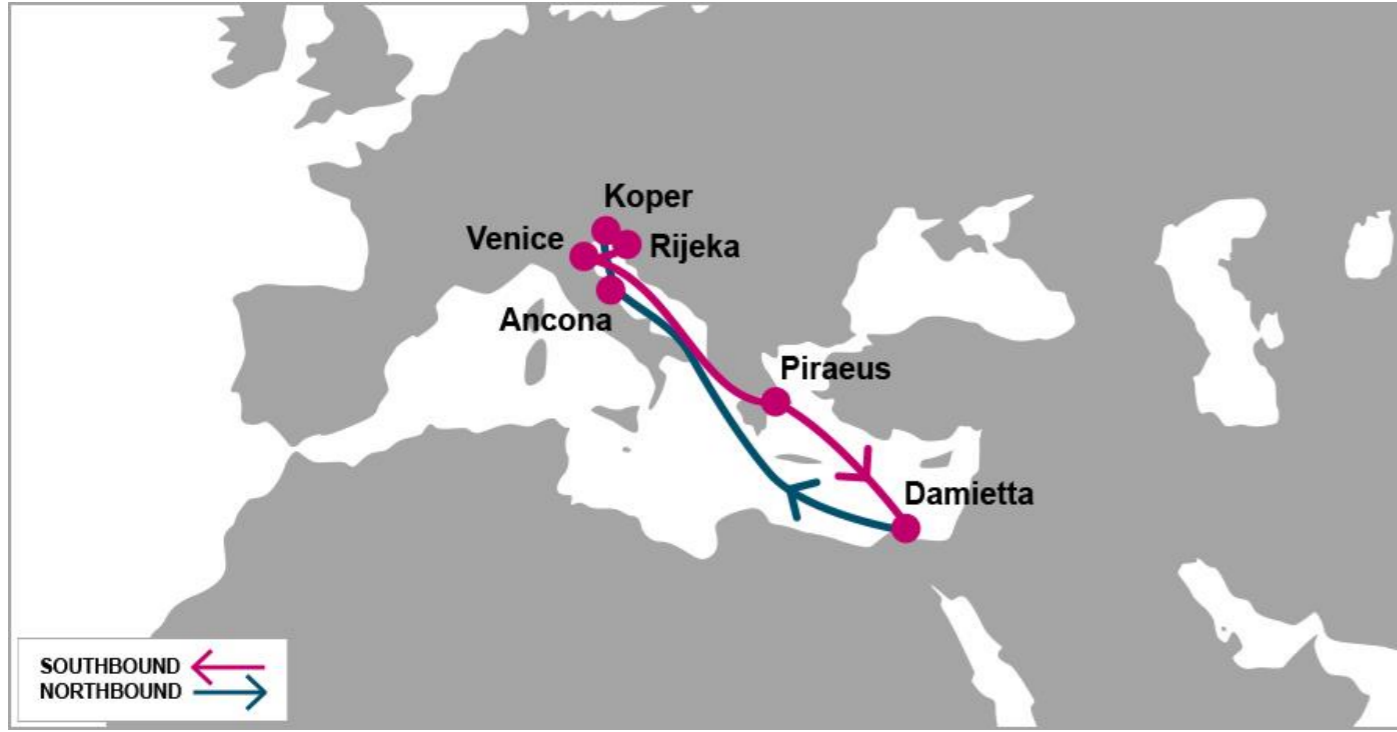 Koper
Venice
Rijeka
Ancona
Piraeus
Damietta
SOUTHBOUND
NORTHBOUND